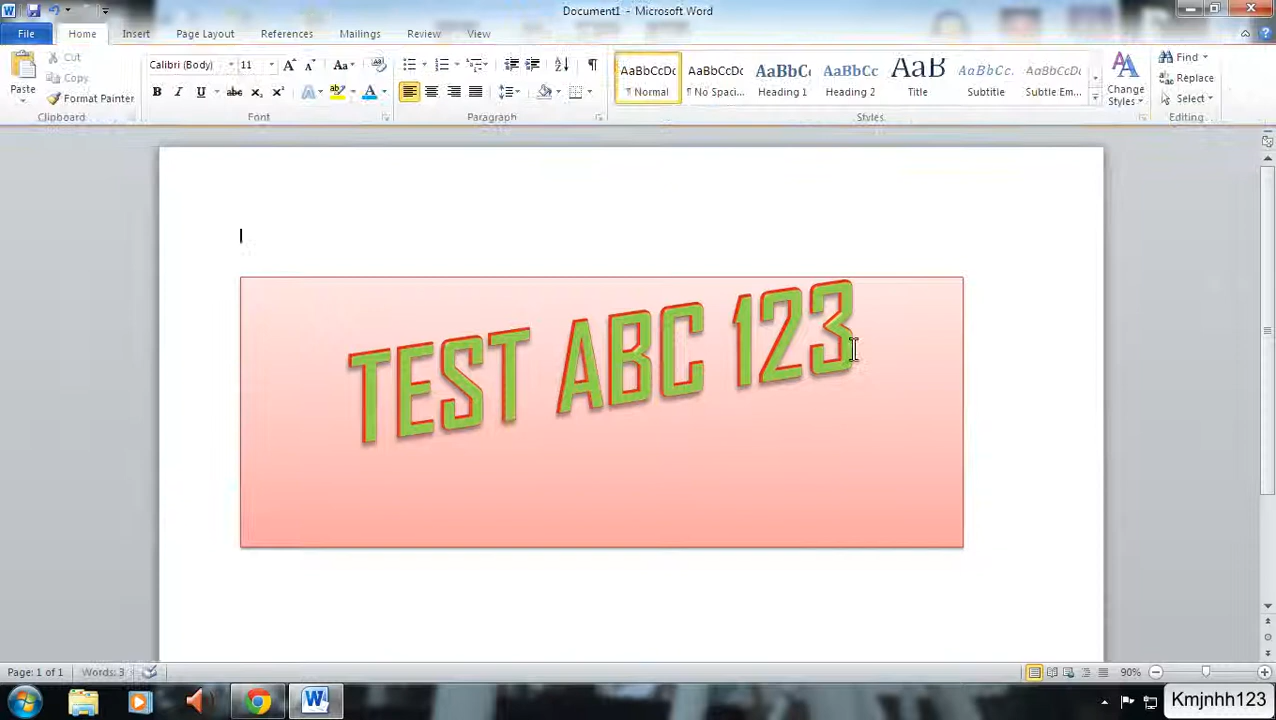 Document1 - Microsoft Word
File Home Insert Page Layout References Mailings Review View
Paste
Cut
Copy
Format Painter
Clipboard
Calibri (Body) 11
Font
Paragraph
AaBbCcDc AaBbCcDc AaBbC AaBbCc AaB AaBbCc. AaBbCcDc
¶ Normal ¶ No Spaci... Heading 1 Heading 2 Title Subtitle Subtle Em...
Styles
Change
Styles
Find
Replace
Select
Editing
TEST ABC 123
Page: 1 of 1 Words: 3 90%
Kmjnhh123